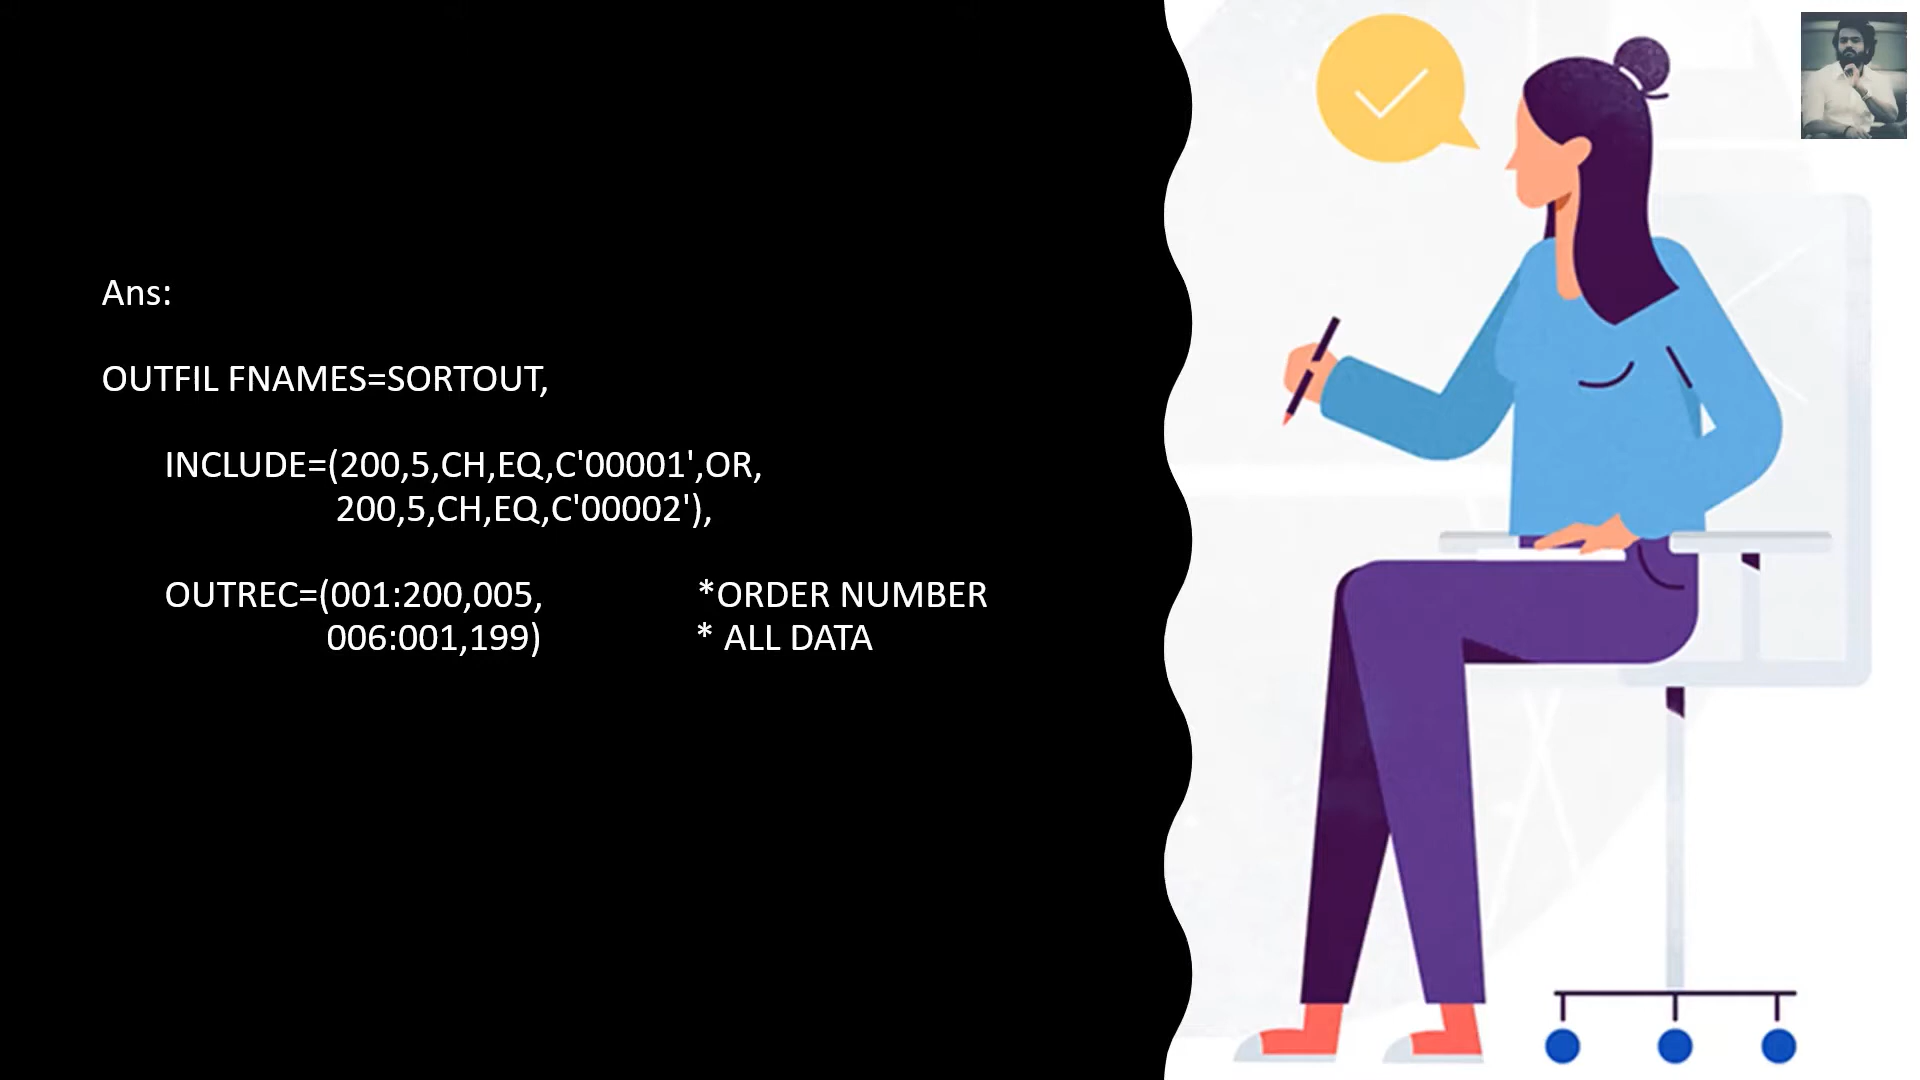 Ans:
OUTFIL FNAMES=SORTOUT,
INCLUDE=(200,5,CH,EQ,C'00001',OR,
200,5,CH,EQ,C'00002'),
OUTREC=(001:200,005, *ORDER NUMBER
006:001,199) * ALL DATA